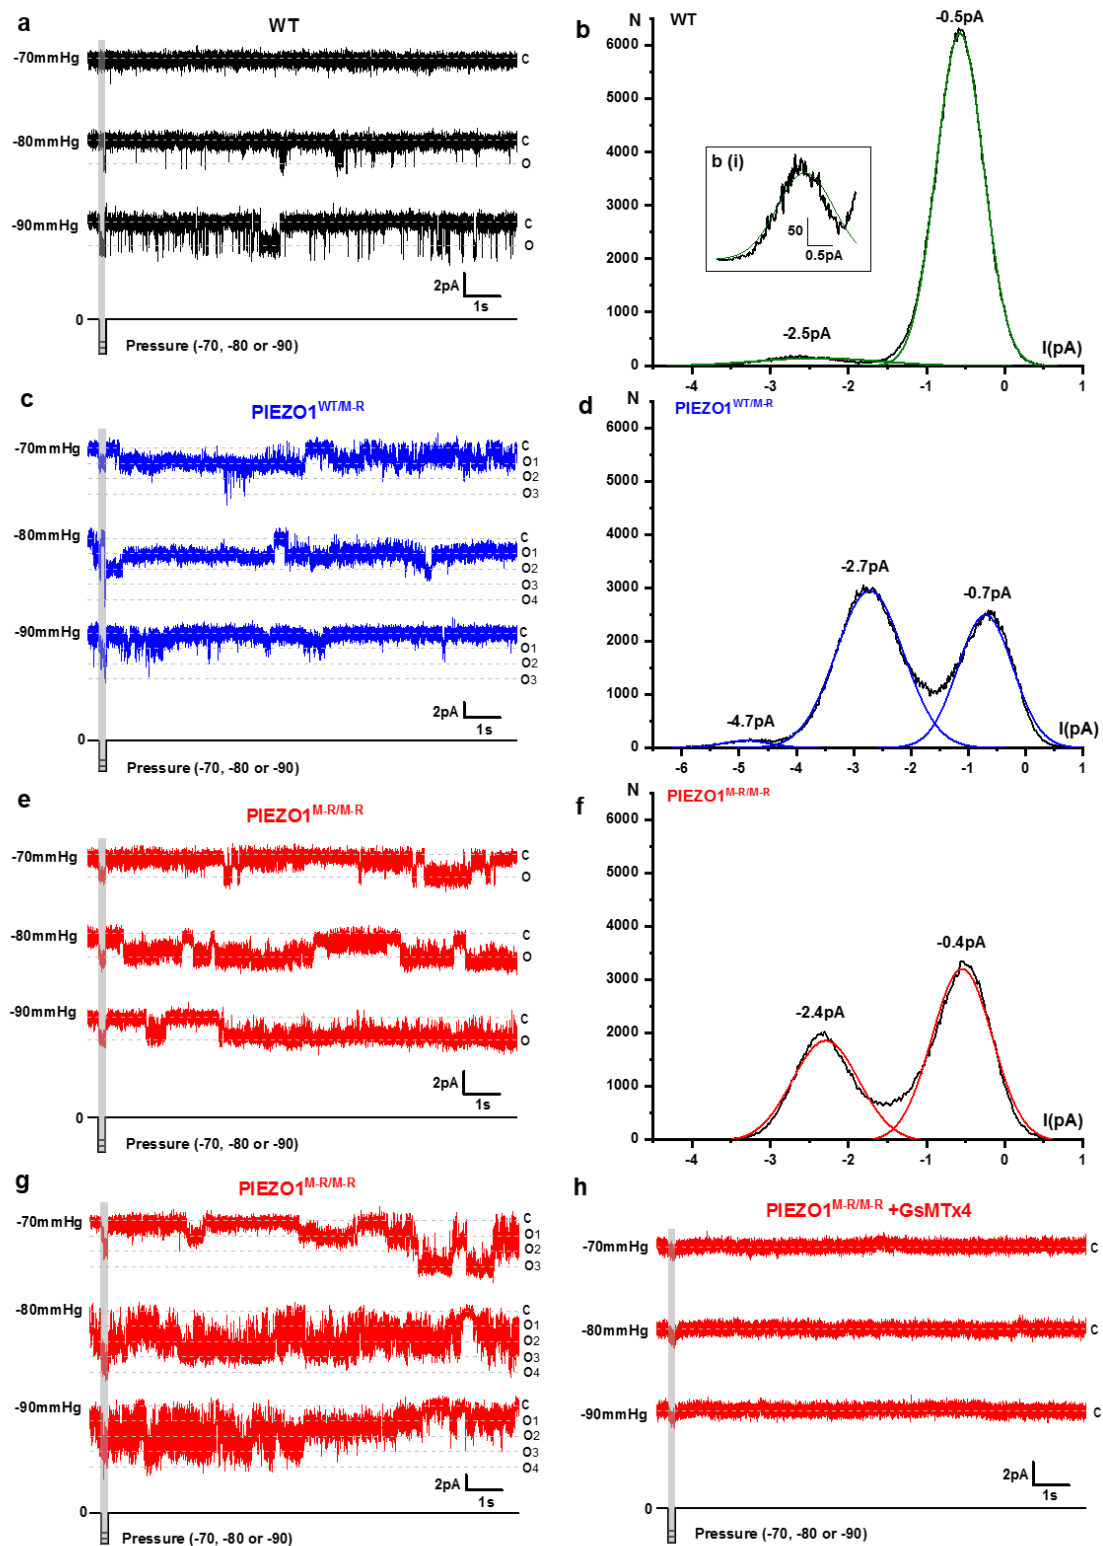 a
WT
-70mmHg
C
-80mmHg
C
O
-90mmHg
C
O
2pA
1s
0
Pressure (-70, -80 or -90)
b
N
WT
-0.5pA
6000
5000
4000
3000
2000
1000
0
b (i)
50
0.5pA
-2.5pA
I(pA)
-4 -3 -2 -1 0 1
c
PIEZO1WT/M-R
-70mmHg
C
O1
O2
O3
-80mmHg
C
O1
O2
O3
O4
-90mmHg
C
O1
O2
O3
2pA
1s
0
Pressure (-70, -80 or -90)
d
N
PIEZO1WT/M-R
6000
5000
4000
3000
2000
1000
0
-2.7pA
-0.7pA
-4.7pA
I(pA)
-6 -5 -4 -3 -2 -1 0 1
e
PIEZO1M-R/M-R
-70mmHg
C
O
-80mmHg
C
O
-90mmHg
C
O
2pA
1s
0
Pressure (-70, -80 or -90)
f
N
PIEZO1M-R/M-R
6000
5000
4000
3000
2000
1000
0
-0.4pA
-2.4pA
I(pA)
-4 -3 -2 -1 0 1
g
PIEZO1M-R/M-R
-70mmHg
C
O1
O2
O3
-80mmHg
C
O1
O2
O3
O4
-90mmHg
C
O1
O2
O3
O4
2pA
1s
0
Pressure (-70, -80 or -90)
h
PIEZO1M-R/M-R +GsMTx4
-70mmHg
C
-80mmHg
C
-90mmHg
C
2pA
1s
0
Pressure (-70, -80 or -90)